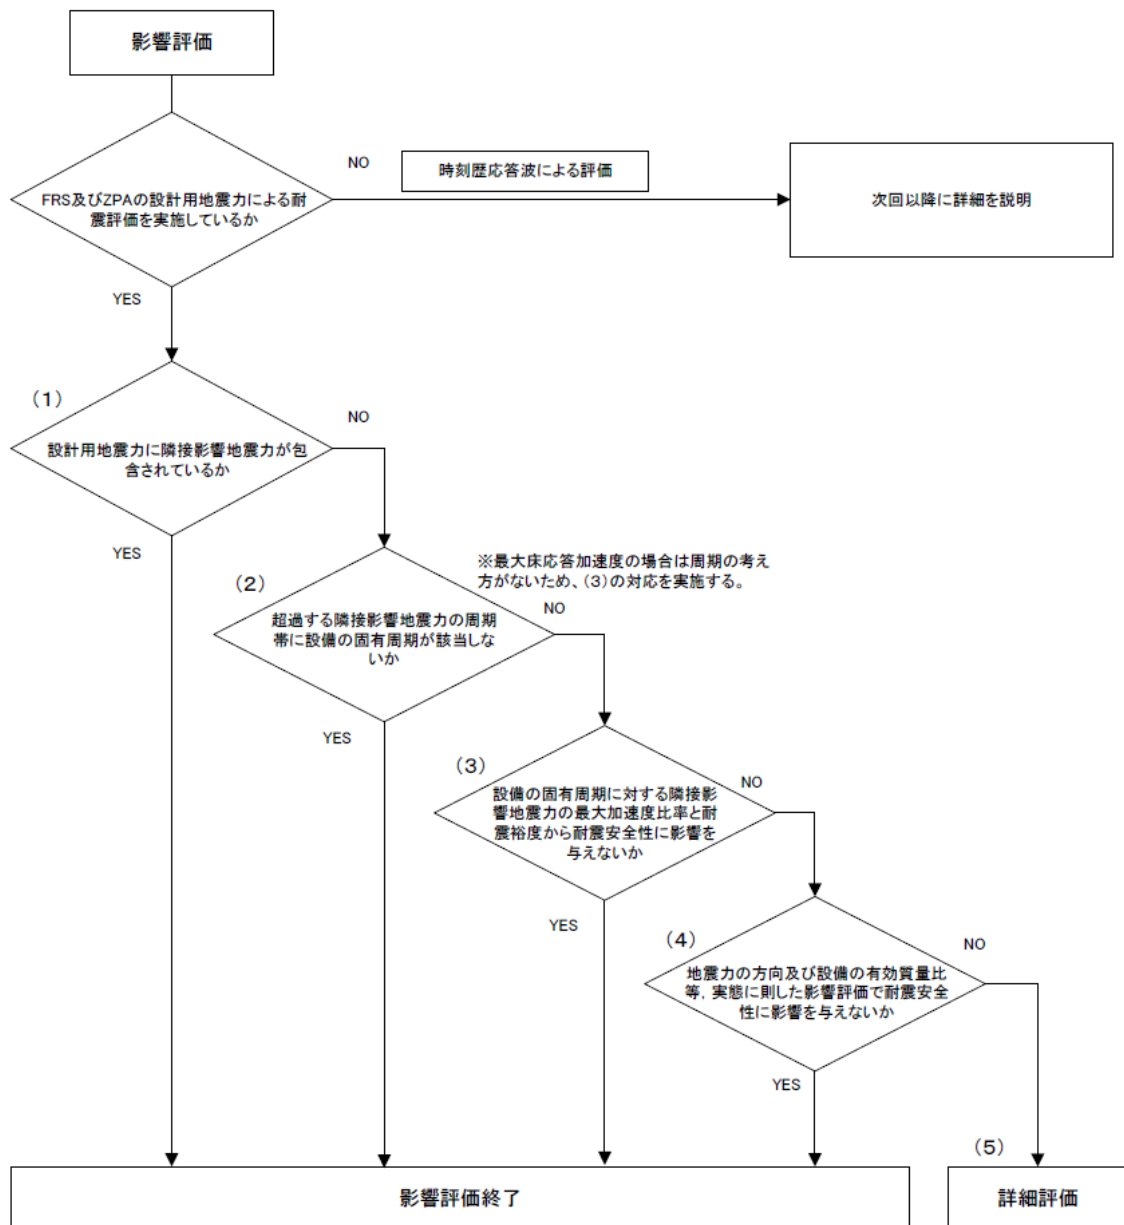 影響評価
FRS及びZPAの設計用地震力による耐
震評価を実施しているか
NO
時刻歴応答波による評価
次回以降に詳細を説明
YES
(1)
設計用地震力に隣接影響地震力が包
含されているか
NO
YES
※最大床応答加速度の場合は周期の考え
方がないため、(3)の対応を実施する。
(2)
超過する隣接影響地震力の周期
帯に設備の固有周期が該当しな
いか
NO
YES
(3)
設備の固有周期に対する隣接影
響地震力の最大加速度比率と耐
震裕度から耐震安全性に影響を
与えないか
NO
YES
(4)
地震力の方向及び設備の有効質量比
等, 実態に則した影響評価で耐震安全
性に影響を与えないか
NO
YES
影響評価終了
(5)
詳細評価